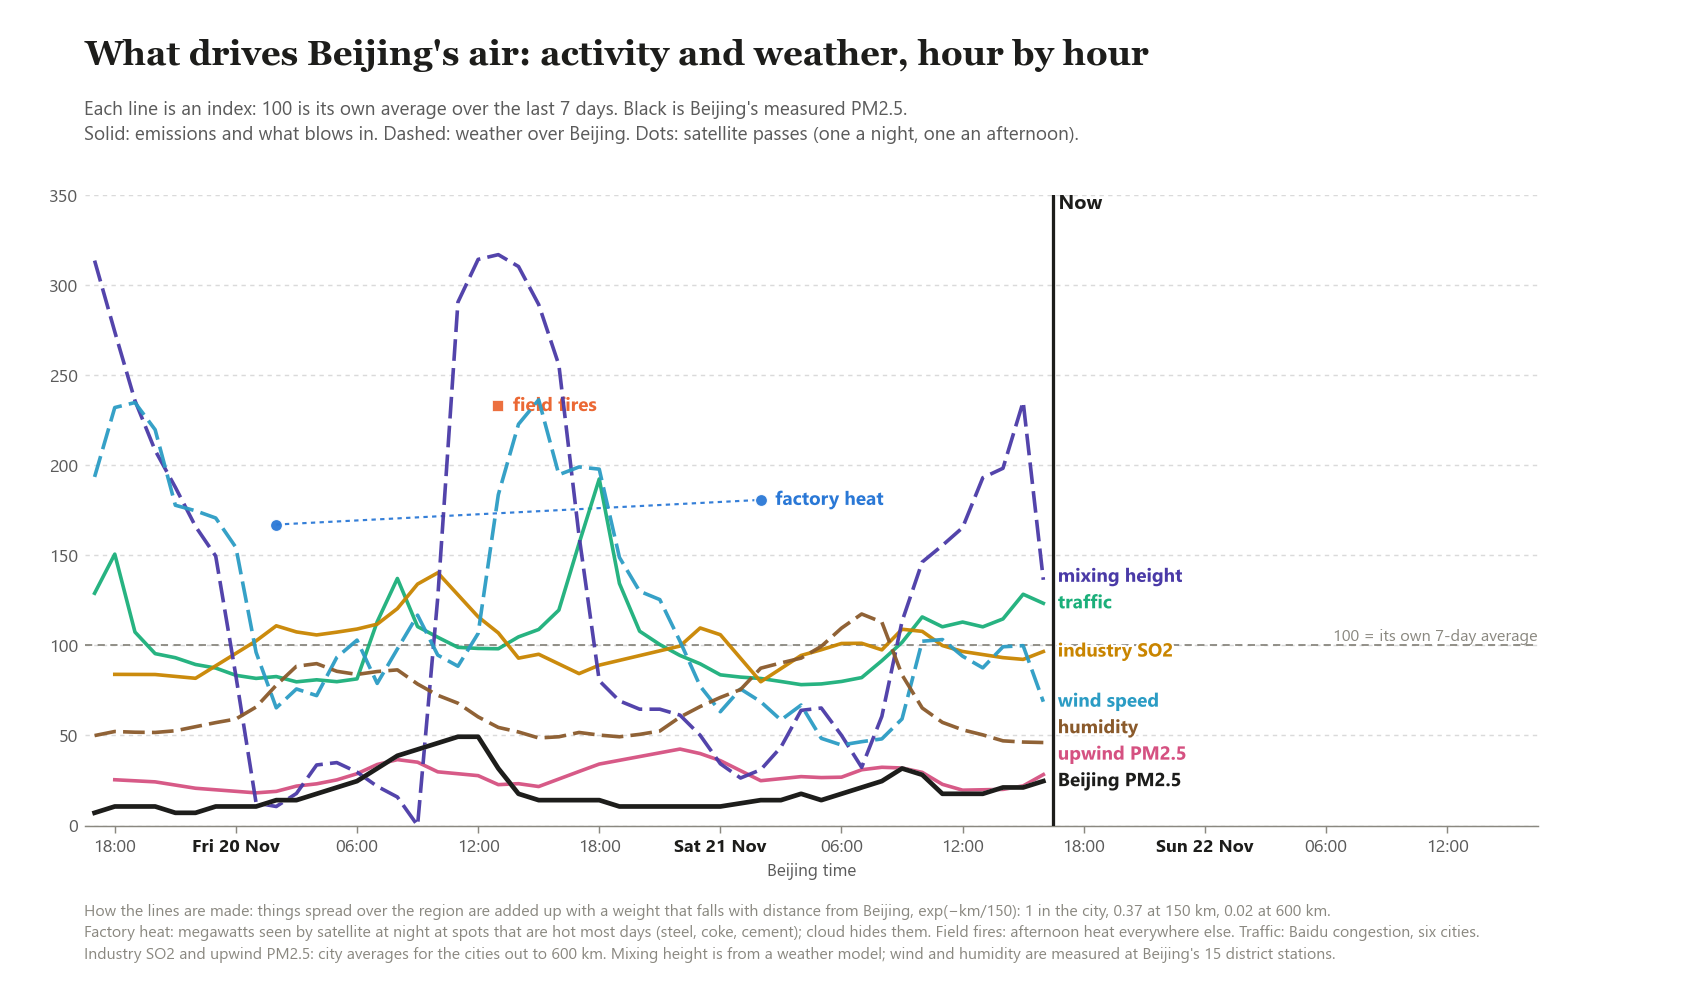 What drives Beijing's air: activity and weather, hour by hour
Each line is an index: 100 is its own average over the last 7 days. Black is Beijing's measured PM2.5.
Solid: emissions and what blows in. Dashed: weather over Beijing. Dots: satellite passes (one a night, one an afternoon).
350
Now
300
250
field fires
200
factory heat
150
mixing height
traffic
100 = its own 7-day average
100
industry SO2
wind speed
humidity
50
upwind PM2.5
Beijing PM2.5
0
18:00 Fri 20 Nov 06:00 12:00 18:00 Sat 21 Nov 06:00 12:00 18:00 Sun 22 Nov 06:00 12:00
Beijing time
How the lines are made: things spread over the region are added up with a weight that falls with distance from Beijing, exp(−km/150): 1 in the city, 0.37 at 150 km, 0.02 at 600 km.
Factory heat: megawatts seen by satellite at night at spots that are hot most days (steel, coke, cement); cloud hides them. Field fires: afternoon heat everywhere else. Traffic: Baidu congestion, six cities.
Industry SO2 and upwind PM2.5: city averages for the cities out to 600 km. Mixing height is from a weather model; wind and humidity are measured at Beijing's 15 district stations.